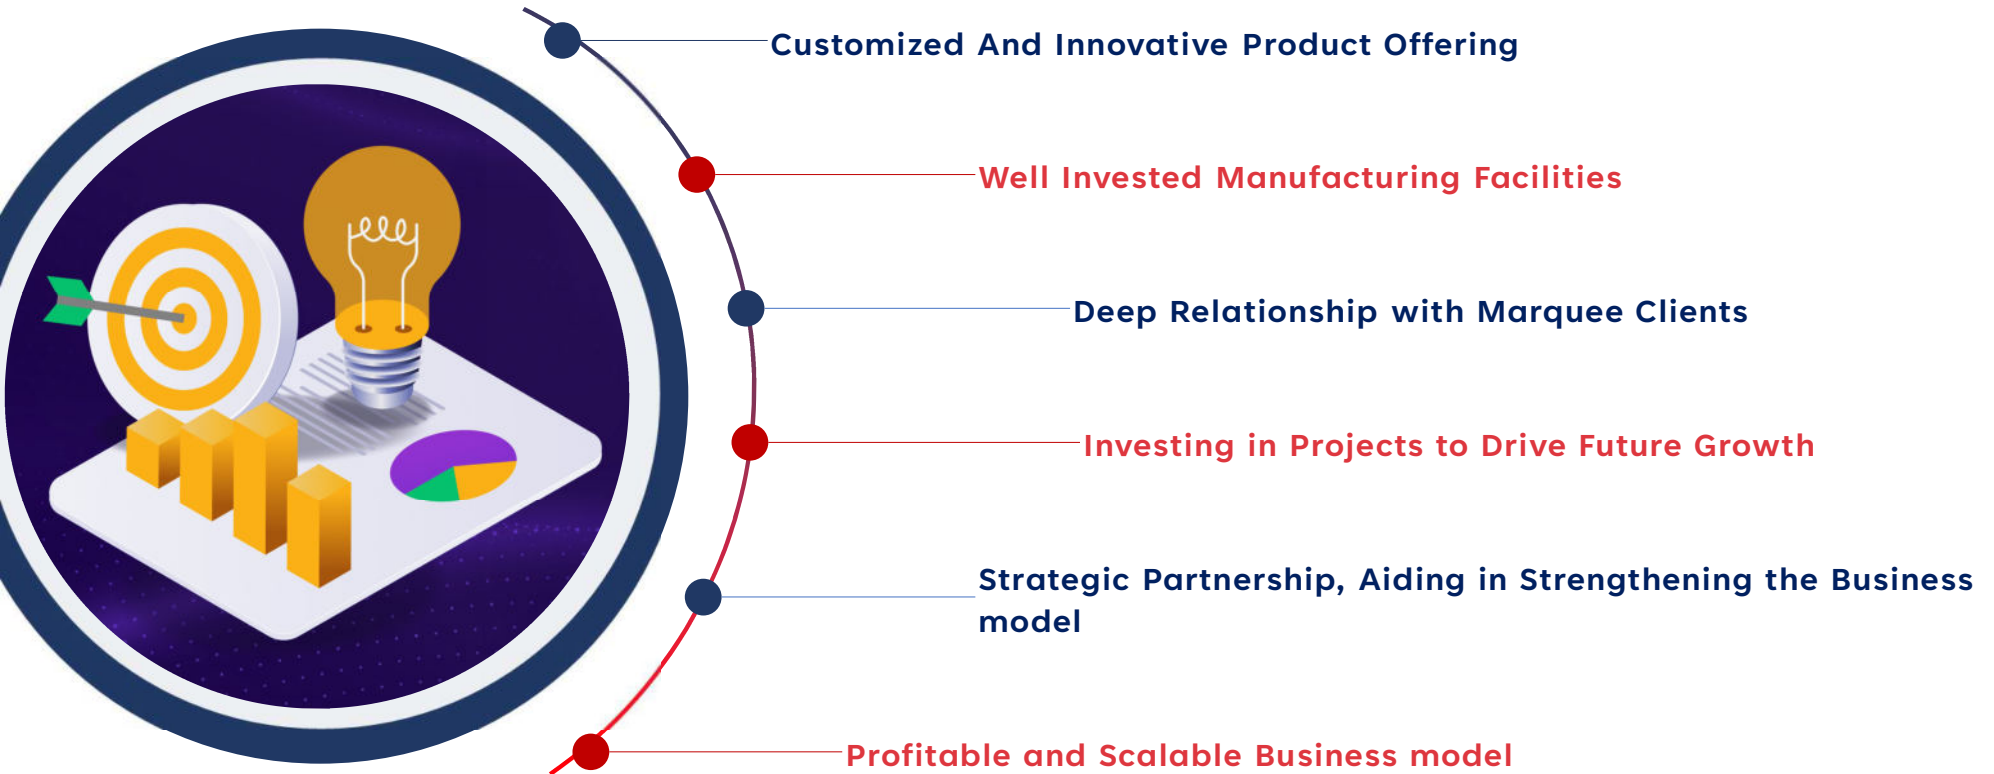 Customized And Innovative Product Offering
Well Invested Manufacturing Facilities
Deep Relationship with Marquee Clients
Investing in Projects to Drive Future Growth
Strategic Partnership, Aiding in Strengthening the Business
model
Profitable and Scalable Business model